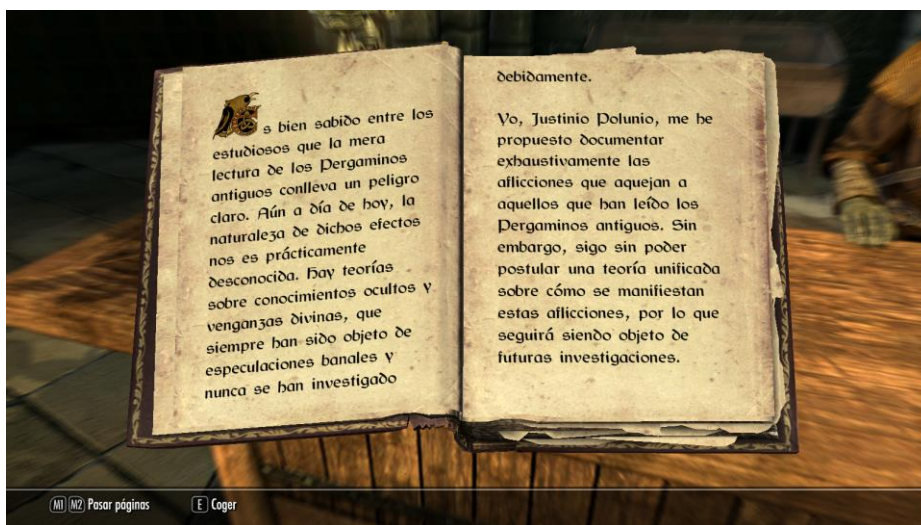 Es bien sabido entre los
estudiosos que la mera
lectura de los Pergaminos
antiguos conlleva un peligro
claro. Aún a día de hoy, la
naturaleza de dichos efectos
nos es prácticamente
desconocida. Hay teorías
sobre conocimientos ocultos y
venganzas divinas, que
siempre han sido objeto de
especulaciones banales y
nunca se han investigado
debidamente.
Yo, Justinio Polunio, me he
propuesto documentar
exhaustivamente las
aflicciones que aquejan a
aquellos que han leído los
Pergaminos antiguos. Sin
embargo, sigo sin poder
postular una teoría unificada
sobre cómo se manifiestan
estas aflicciones, por lo que
seguirá siendo objeto de
futuras investigaciones.
M1 M2 Pasar páginas E Coger